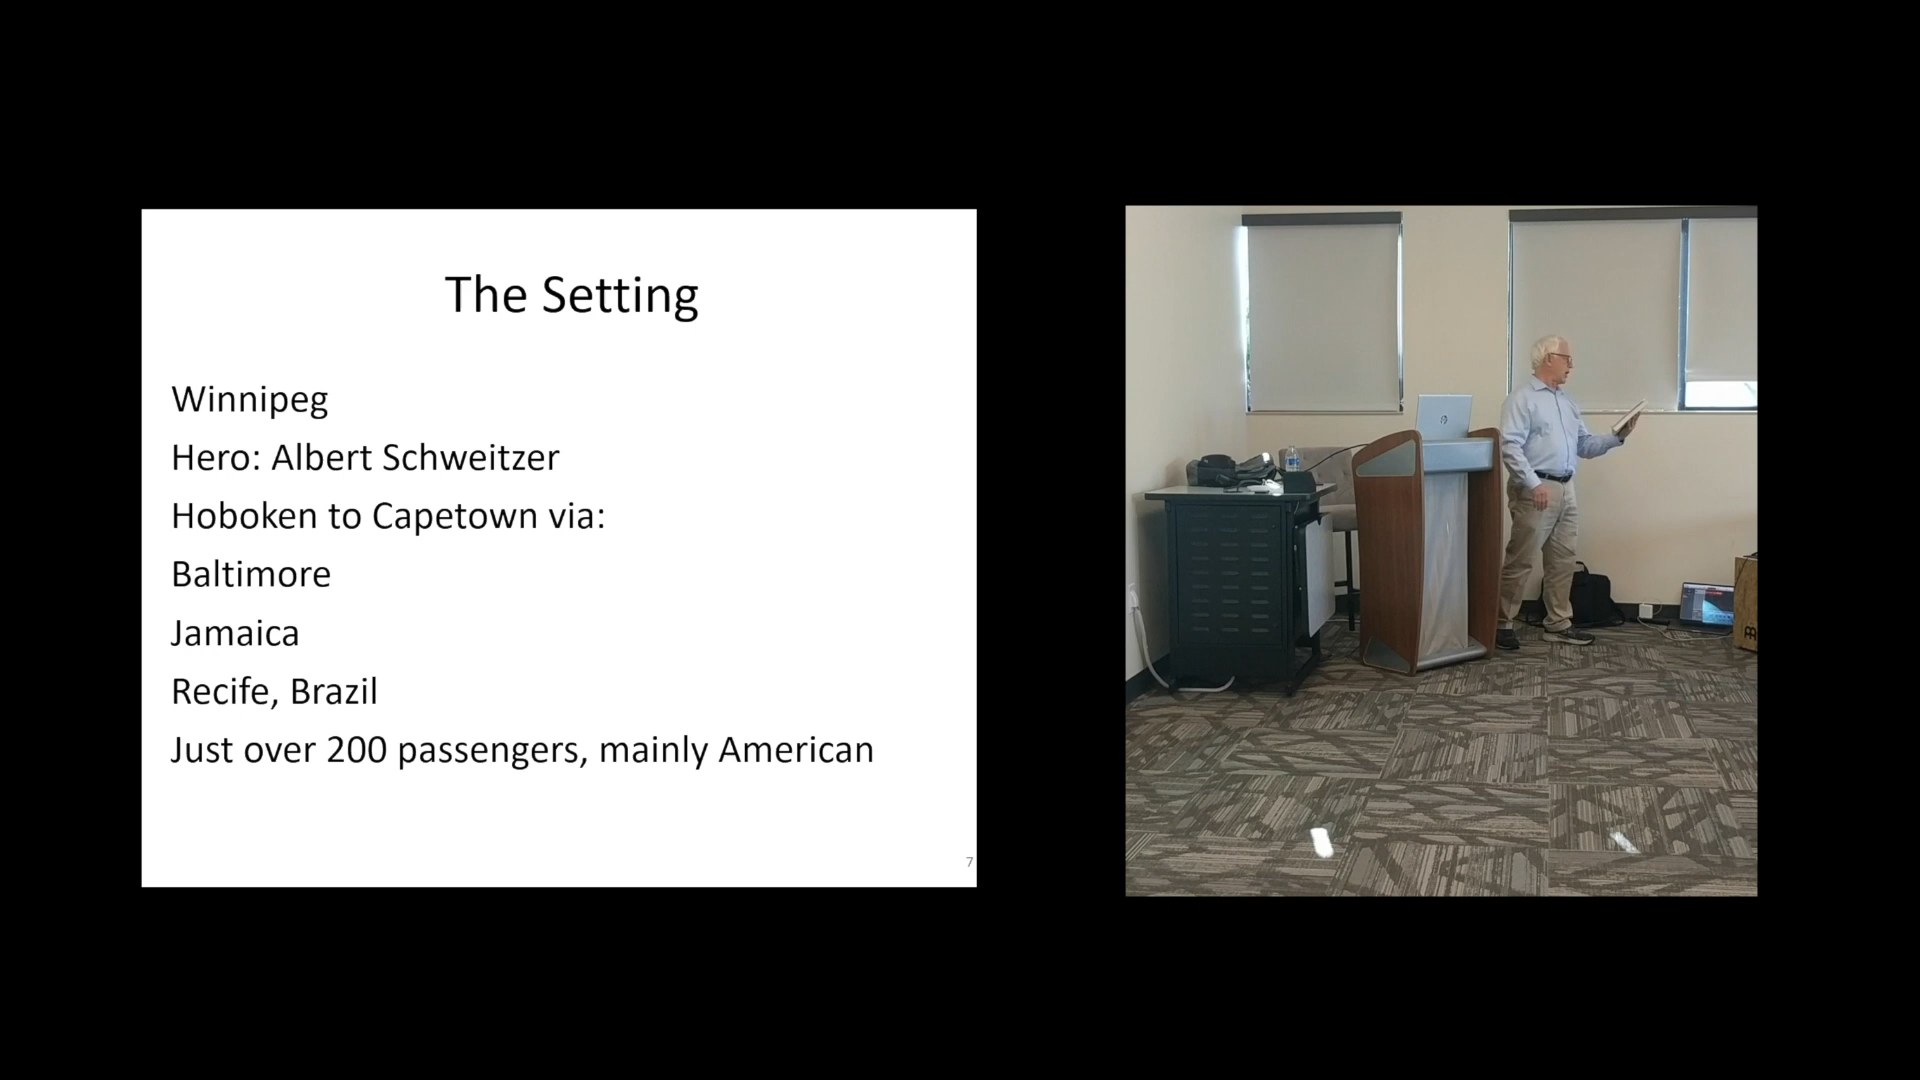 The Setting
Winnipeg
Hero: Albert Schweitzer
Hoboken to Capetown via:
Baltimore
Jamaica
Recife, Brazil
Just over 200 passengers, mainly American
7
hp